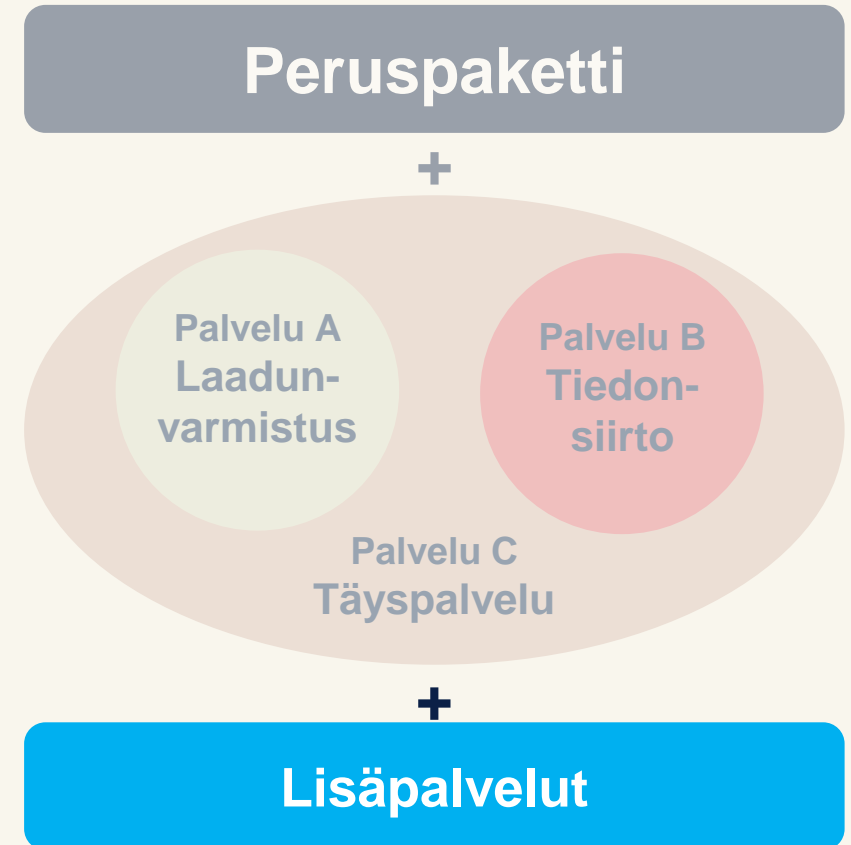 Peruspaketti
+
Palvelu A
Laadun-
varmistus
Palvelu B
Tiedon-
siirto
Palvelu C
Täyspalvelu
+
Lisäpalvelut